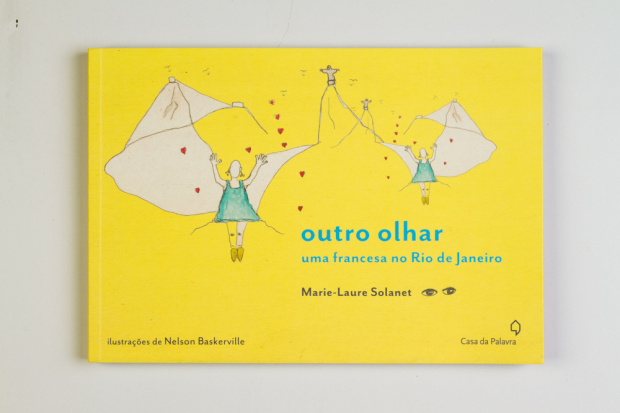 outro olhar
uma francesa no Rio de Janeiro
Marie-Laure Solanet
ilustrações de Nelson Baskerville
Casa da Palavra